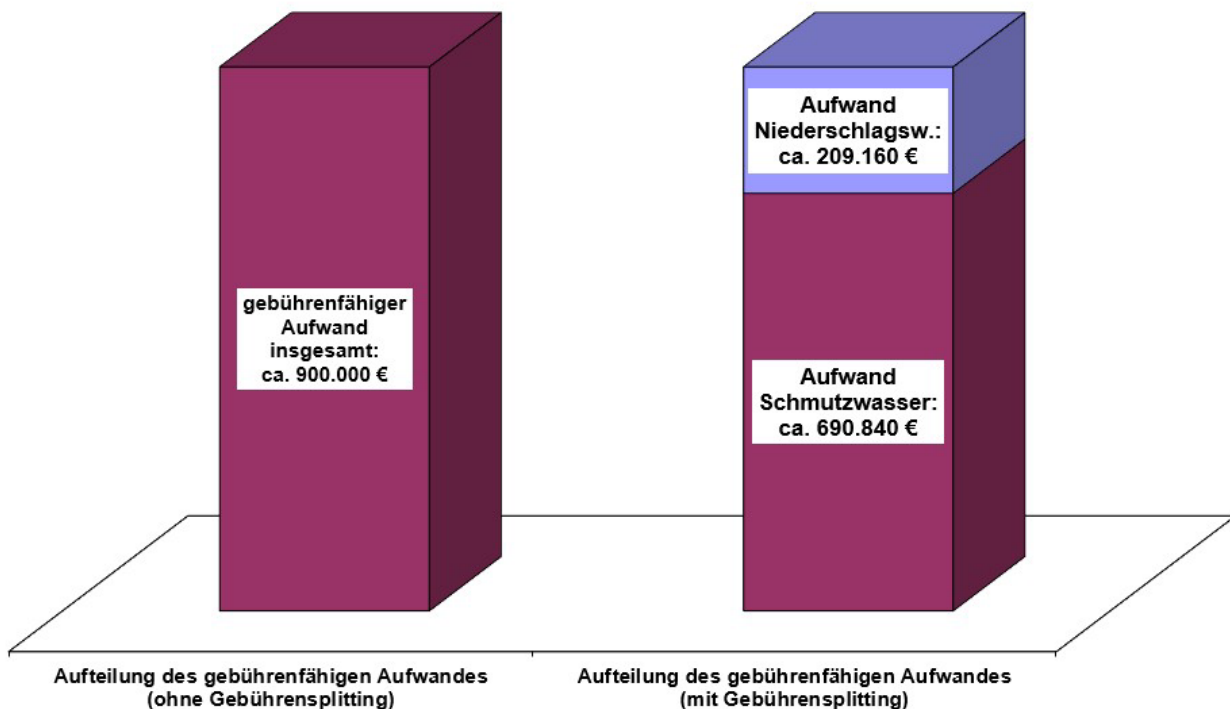 gebührenfähiger
Aufwand
insgesamt:
ca. 900.000 €
Aufwand
Niederschlagsw.:
ca. 209.160 €
Aufwand
Schmutzwasser:
ca. 690.840 €
Aufteilung des gebührenfähigen Aufwandes
(ohne Gebührensplitting)
Aufteilung des gebührenfähigen Aufwandes
(mit Gebührensplitting)